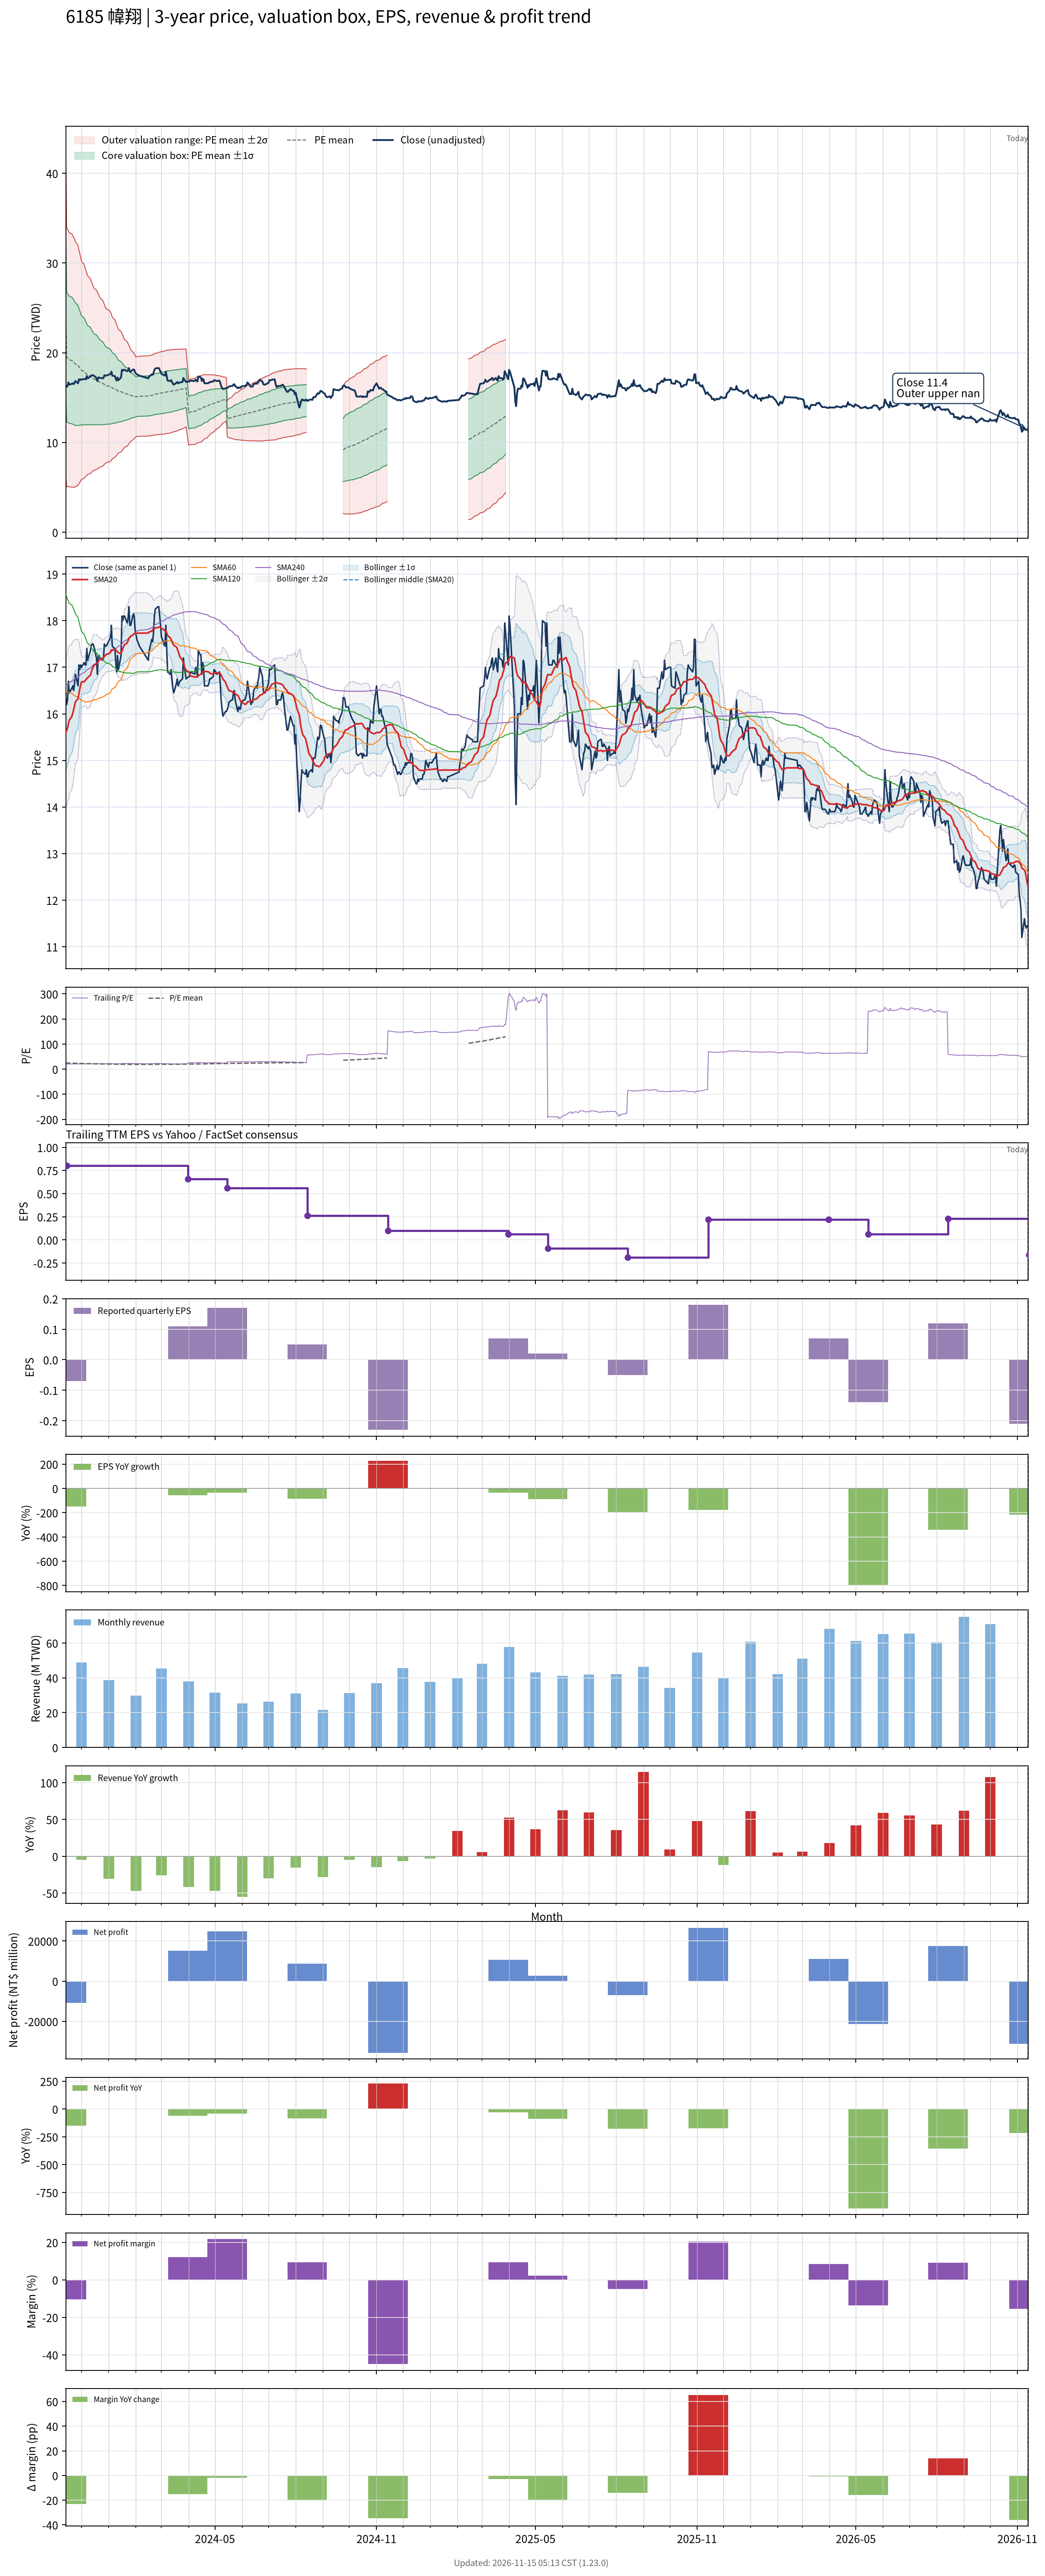 6185 幃翔 | 3-year price, valuation box, EPS, revenue & profit trend
Outer valuation range: PE mean ±2σ
Core valuation box: PE mean ±1σ
PE mean
Close (unadjusted)
Today
Price (TWD)
40
30
20
10
0
Close 11.4
Outer upper nan
Close (same as panel 1)
SMA20
SMA60
SMA120
SMA240
Bollinger ±2σ
Bollinger ±1σ
Bollinger middle (SMA20)
Price
19
18
17
16
15
14
13
12
11
Trailing P/E
P/E mean
P/E
300
200
100
0
-100
-200
Trailing TTM EPS vs Yahoo / FactSet consensus
Today
EPS
1.00
0.75
0.50
0.25
0.00
-0.25
Reported quarterly EPS
EPS
0.2
0.1
0.0
-0.1
-0.2
EPS YoY growth
YoY (%)
200
0
-200
-400
-600
-800
Monthly revenue
Revenue (M TWD)
60
40
20
0
Revenue YoY growth
YoY (%)
100
50
0
-50
Month
Net profit
Net profit (NT$ million)
20000
0
-20000
Net profit YoY
YoY (%)
250
0
-250
-500
-750
Net profit margin
Margin (%)
20
0
-20
-40
Margin YoY change
Δ margin (pp)
60
40
20
0
-20
-40
2024-05
2024-11
2025-05
2025-11
2026-05
2026-11
Updated: 2026-11-15 05:13 CST (1.23.0)